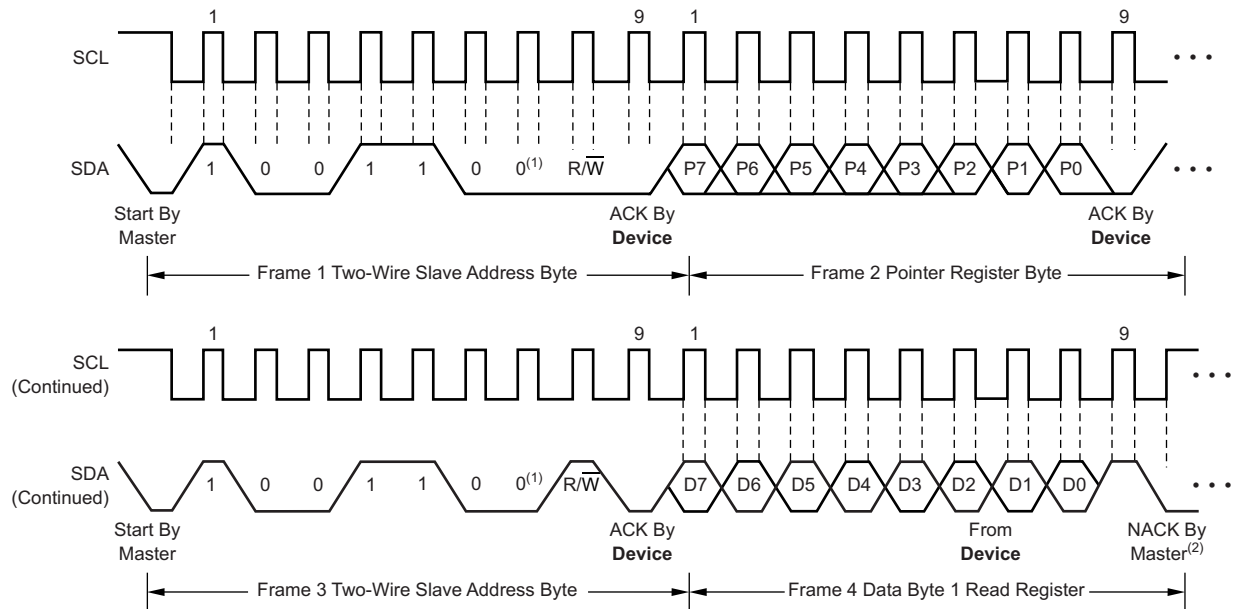 1 9 1 9
SCL
SDA 1 0 0 1 1 0 0(1) R/W̅ P7 P6 P5 P4 P3 P2 P1 P0
Start By ACK By ACK By
Master Device Device
Frame 1 Two-Wire Slave Address Byte Frame 2 Pointer Register Byte
1 9 1 9
SCL
(Continued)
SDA 1 0 0 1 1 0 0(1) R/W̅ D7 D6 D5 D4 D3 D2 D1 D0
(Continued)
Start By ACK By From NACK By
Master Device Device Master(2)
Frame 3 Two-Wire Slave Address Byte Frame 4 Data Byte 1 Read Register